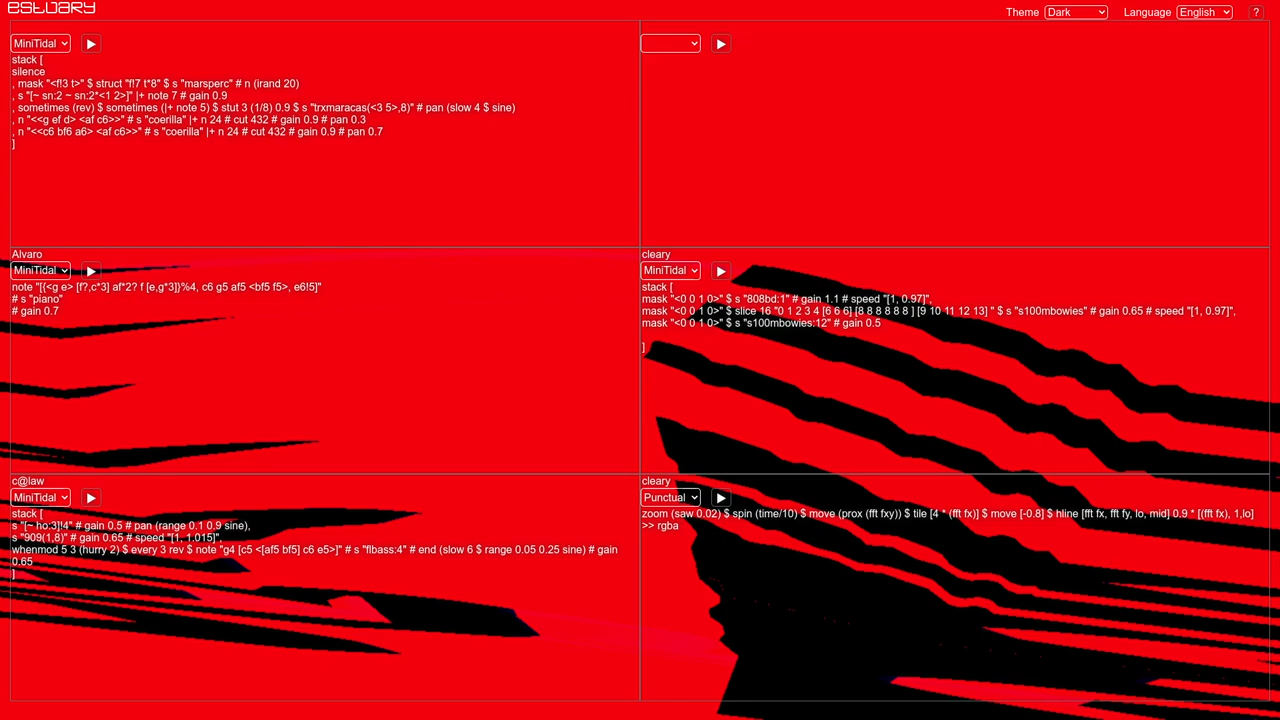 estuary
Theme Dark Language English ?
MiniTidal
stack [
silence
, mask "<f!3 t>" $ struct "f!7 t*8" $ s "marsperc" # n (irand 20)
, s "[~ sn:2 ~ sn:2*<1 2>]" |+ note 7 # gain 0.9
, sometimes (rev) $ sometimes (|+ note 5) $ stut 3 (1/8) 0.9 $ s "trxmaracas(<3 5>,8)" # pan (slow 4 $ sine)
, n "<<g ef d> <af c6>>" # s "coerilla" |+ n 24 # cut 432 # gain 0.9 # pan 0.3
, n "<<c6 bf6 a6> <af c6>>" # s "coerilla" |+ n 24 # cut 432 # gain 0.9 # pan 0.7
]
Alvaro
MiniTidal
note "[{<g e> [f?,c*3] af*2? f [e,g*3]}%4, c6 g5 af5 <bf5 f5>, e6!5]"
# s "piano"
# gain 0.7
cleary
MiniTidal
stack [
mask "<0 0 1 0>" $ s "808bd:1" # gain 1.1 # speed "[1, 0.97]",
mask "<0 0 1 0>" $ slice 16 "0 1 2 3 4 [6 6 6] [8 8 8 8 8 8 ] [9 10 11 12 13] " $ s "s100mbowies" # gain 0.65 # speed "[1, 0.97]",
mask "<0 0 1 0>" $ s "s100mbowies:12" # gain 0.5
]
c@law
MiniTidal
stack [
s "[~ ho:3]!4" # gain 0.5 # pan (range 0.1 0.9 sine),
s "909(1,8)" # gain 0.65 # speed "[1, 1.015]",
whenmod 5 3 (hurry 2) $ every 3 rev $ note "g4 [c5 <[af5 bf5] c6 e5>]" # s "flbass:4" # end (slow 6 $ range 0.05 0.25 sine) # gain
0.65
]
cleary
Punctual
zoom (saw 0.02) $ spin (time/10) $ move (prox (fft fxy)) $ tile [4 * (fft fx)] $ move [-0.8] $ hline [fft fx, fft fy, lo, mid] 0.9 * [(fft fx), 1,lo]
>> rgba